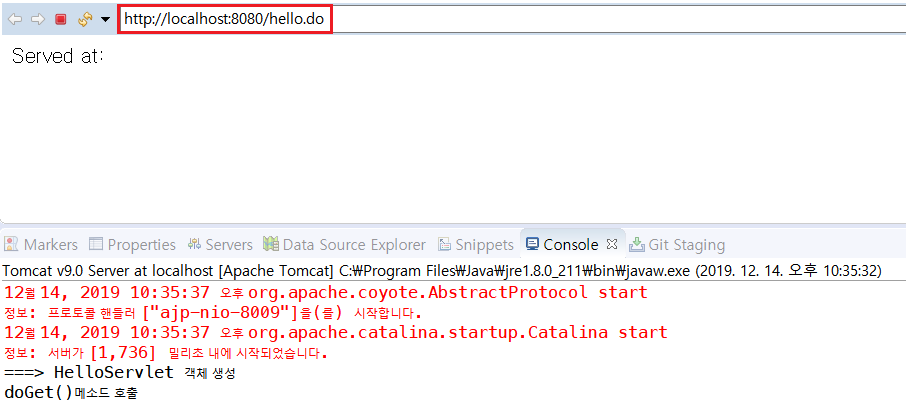 http://localhost:8080/hello.do
Served at:
Markers Properties Servers Data Source Explorer Snippets Console Git Staging
Tomcat v9.0 Server at localhost [Apache Tomcat] C:₩Program Files₩Java₩jre1.8.0_211₩bin₩javaw.exe (2019. 12. 14. 오후 10:35:32)
12월 14, 2019 10:35:37 오후 org.apache.coyote.AbstractProtocol start
정보: 프로토콜 핸들러 ["ajp-nio-8009"]을(를) 시작합니다.
12월 14, 2019 10:35:37 오후 org.apache.catalina.startup.Catalina start
정보: 서버가 [1,736] 밀리초 내에 시작되었습니다.
===> HelloServlet 객체 생성
doGet()메소드 호출